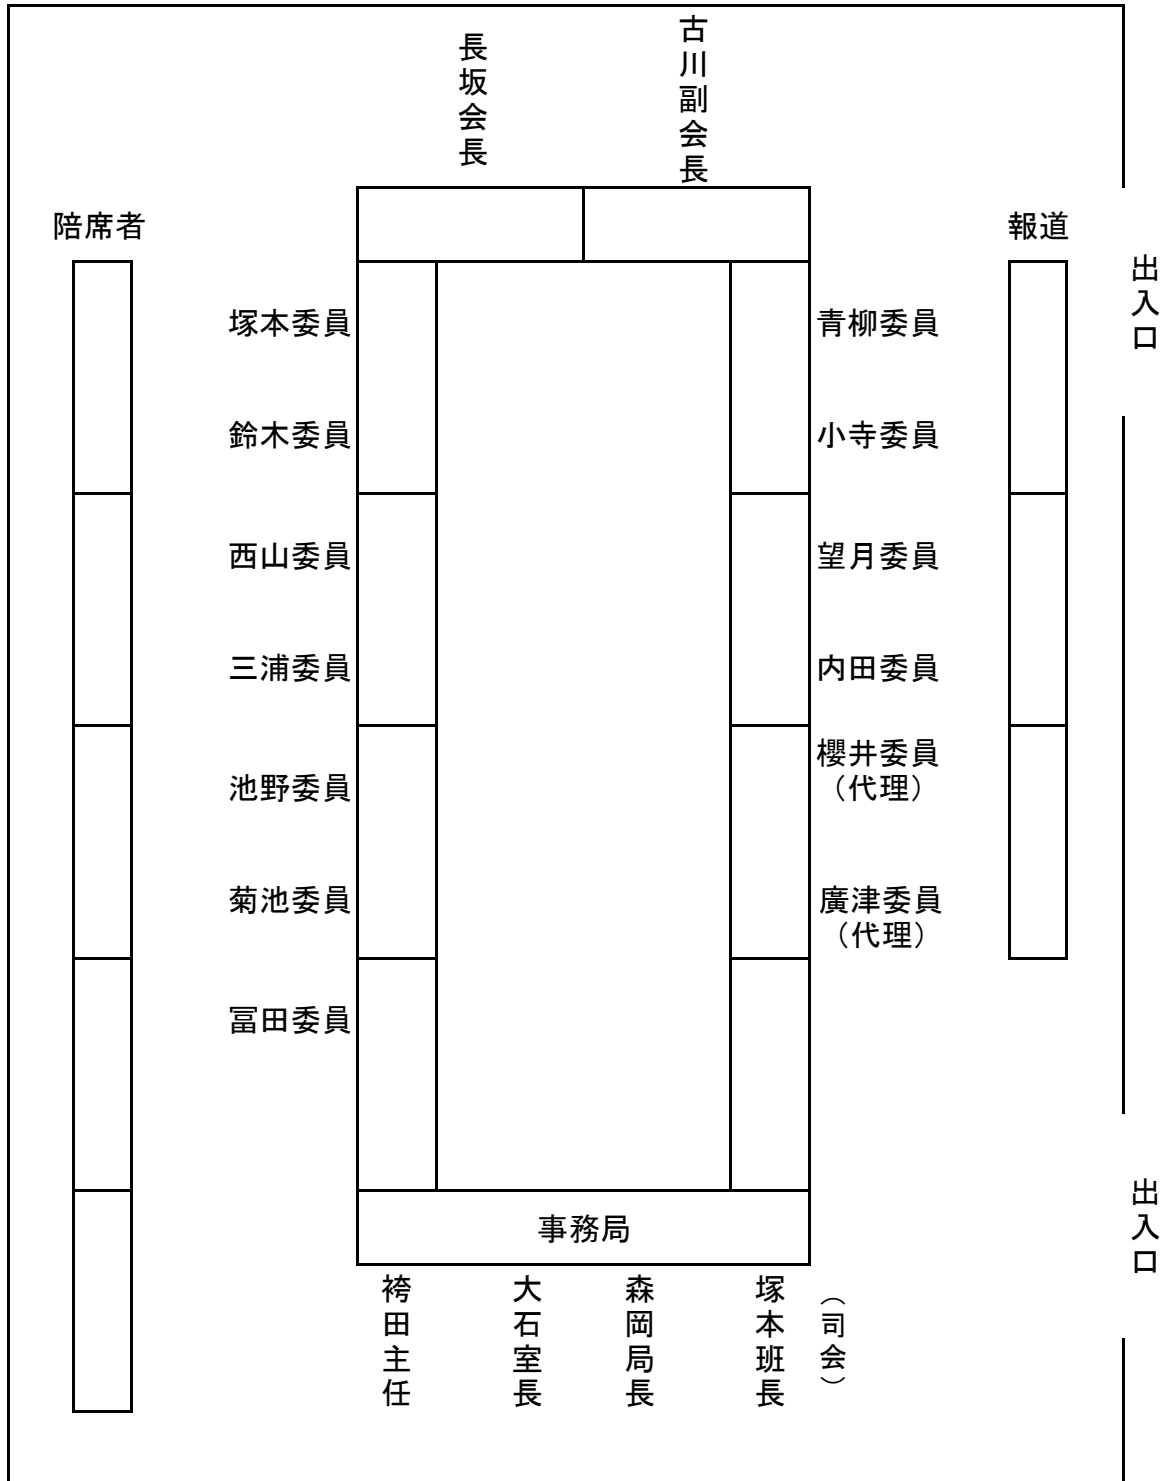 長坂会長
古川副会長
陪席者
報道
出入口
塚本委員
青柳委員
鈴木委員
小寺委員
西山委員
望月委員
三浦委員
内田委員
池野委員
櫻井委員
（代理）
菊池委員
廣津委員
（代理）
冨田委員
出入口
事務局
袴田主任
大石室長
森岡局長
塚本班長
（司会）